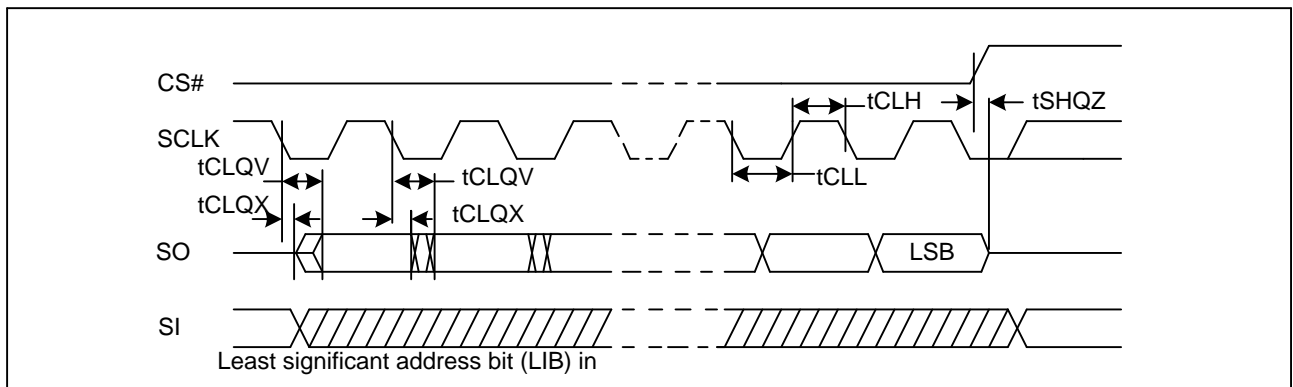 CS#
tCLH
tSHQZ
SCLK
tCLQV
tCLQV
tCLL
tCLQX
tCLQX
SO
LSB
SI
Least significant address bit (LIB) in